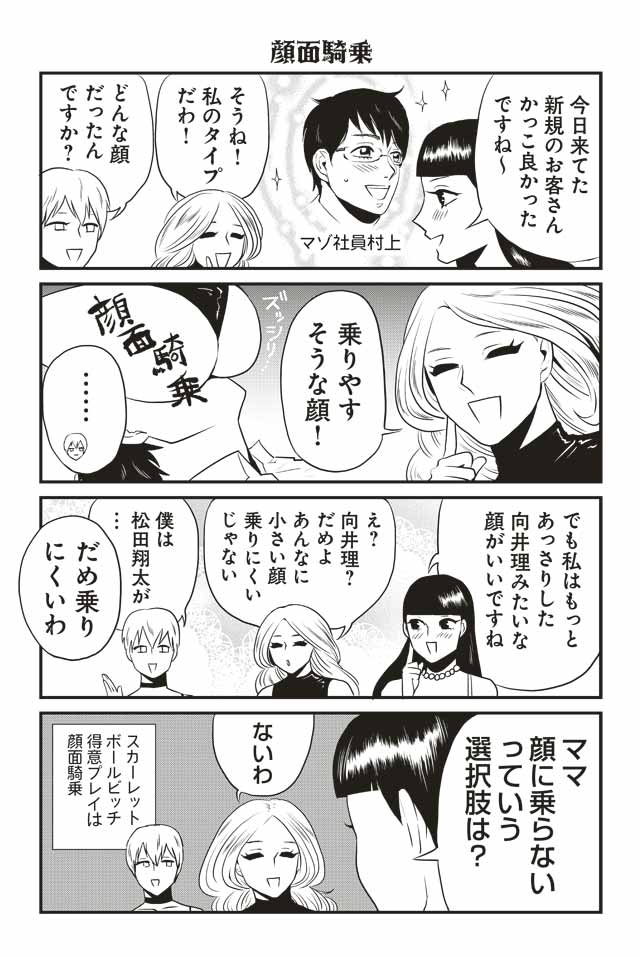 顔面騎乗
今日来てた
新規のお客さん
かっこ良かった
ですね～
マゾ社員村上
そうね！
私のタイプ
だわ！
どんな顔
だったん
ですか？
乗りやす
そうな顔！
ズッシリ
顔面騎乗
……
でも私はもっと
あっさりした
向井理みたいな
顔がいいですね
え？
向井理？
だめよ
あんなに
小さい顔
乗りにくい
じゃない
僕は
松田翔太が
…
だめ乗り
にくいわ
ママ
顔に乗らない
っていう
選択肢は？
ないわ
スカーレット
ボールビッチ
得意プレイは
顔面騎乗